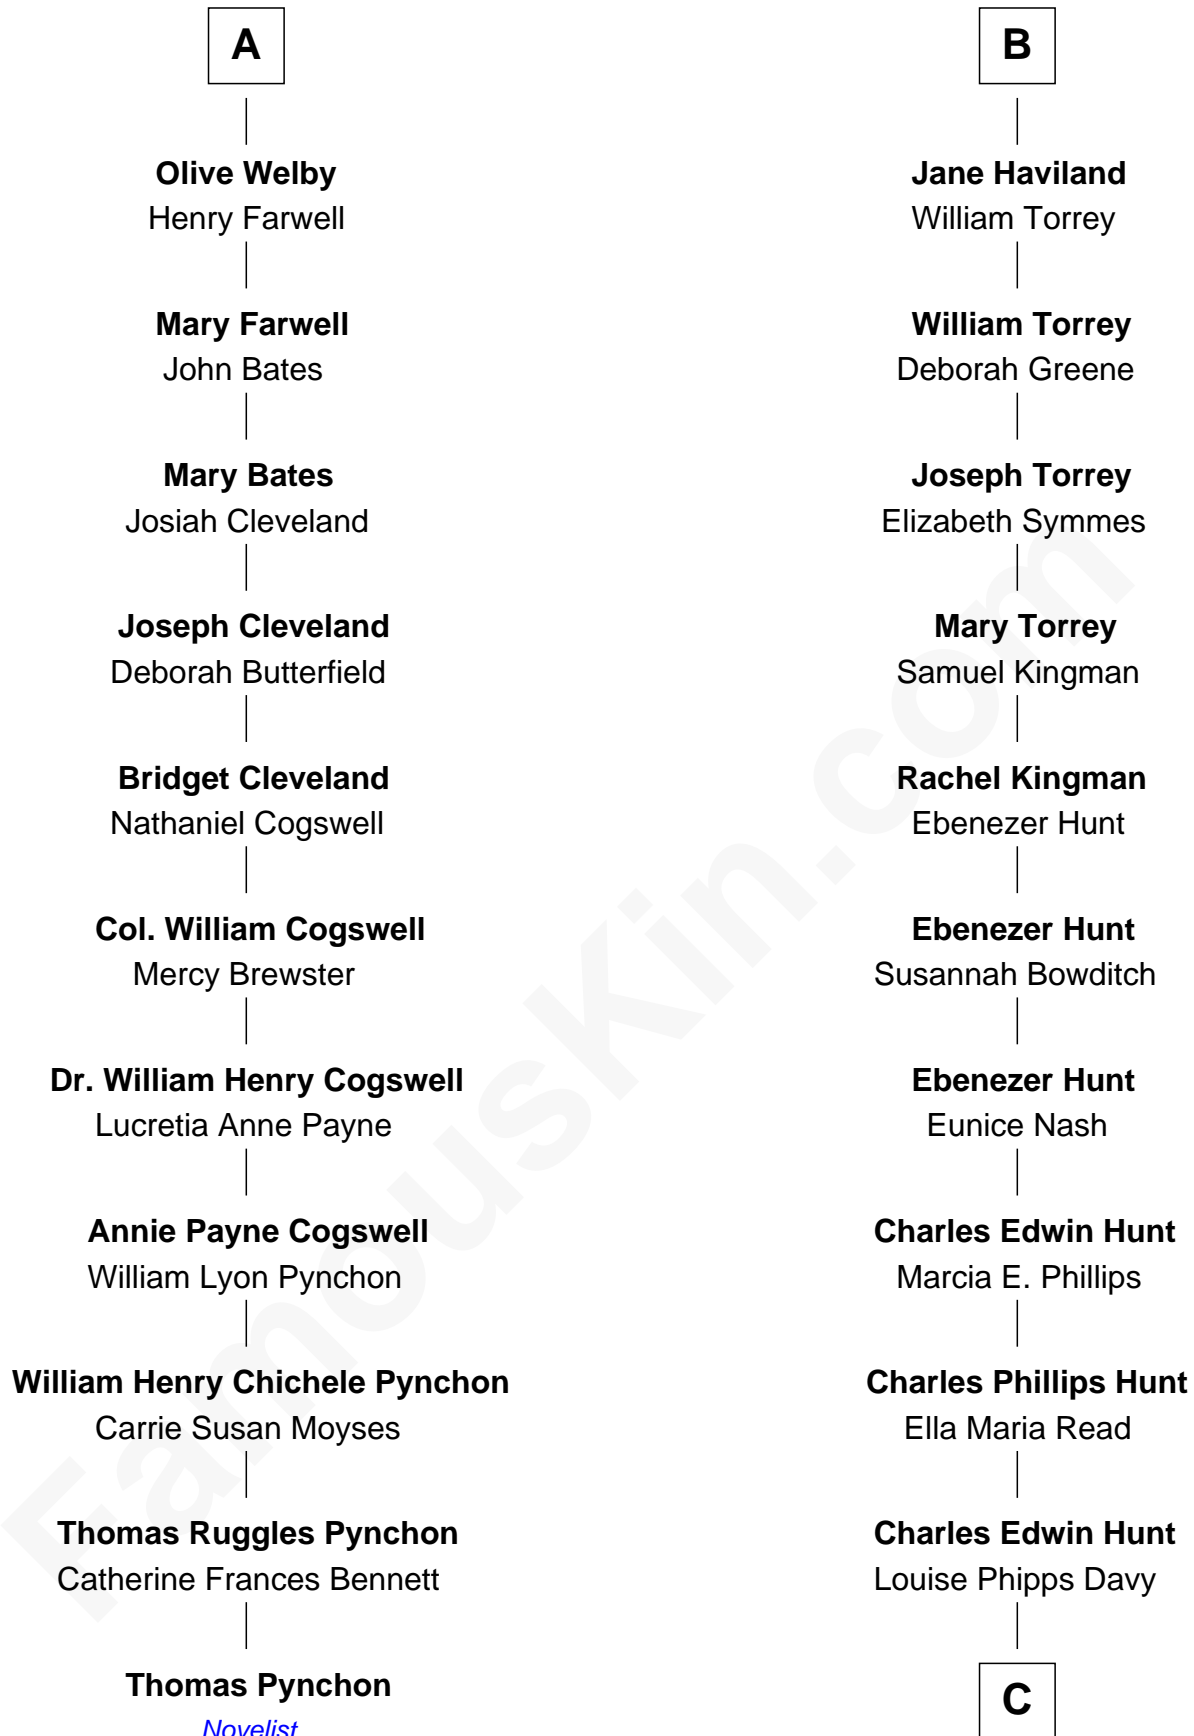 A
Olive Welby
Henry Farwell
Mary Farwell
John Bates
Mary Bates
Josiah Cleveland
Joseph Cleveland
Deborah Butterfield
Bridget Cleveland
Nathaniel Cogswell
Col. William Cogswell
Mercy Brewster
Dr. William Henry Cogswell
Lucretia Anne Payne
Annie Payne Cogswell
William Lyon Pynchon
William Henry Chichele Pynchon
Carrie Susan Moyses
Thomas Ruggles Pynchon
Catherine Frances Bennett
Thomas Pynchon
Novelist
B
Jane Haviland
William Torrey
William Torrey
Deborah Greene
Joseph Torrey
Elizabeth Symmes
Mary Torrey
Samuel Kingman
Rachel Kingman
Ebenezer Hunt
Ebenezer Hunt
Susannah Bowditch
Ebenezer Hunt
Eunice Nash
Charles Edwin Hunt
Marcia E. Phillips
Charles Phillips Hunt
Ella Maria Read
Charles Edwin Hunt
Louise Phipps Davy
C
FamousKin.com